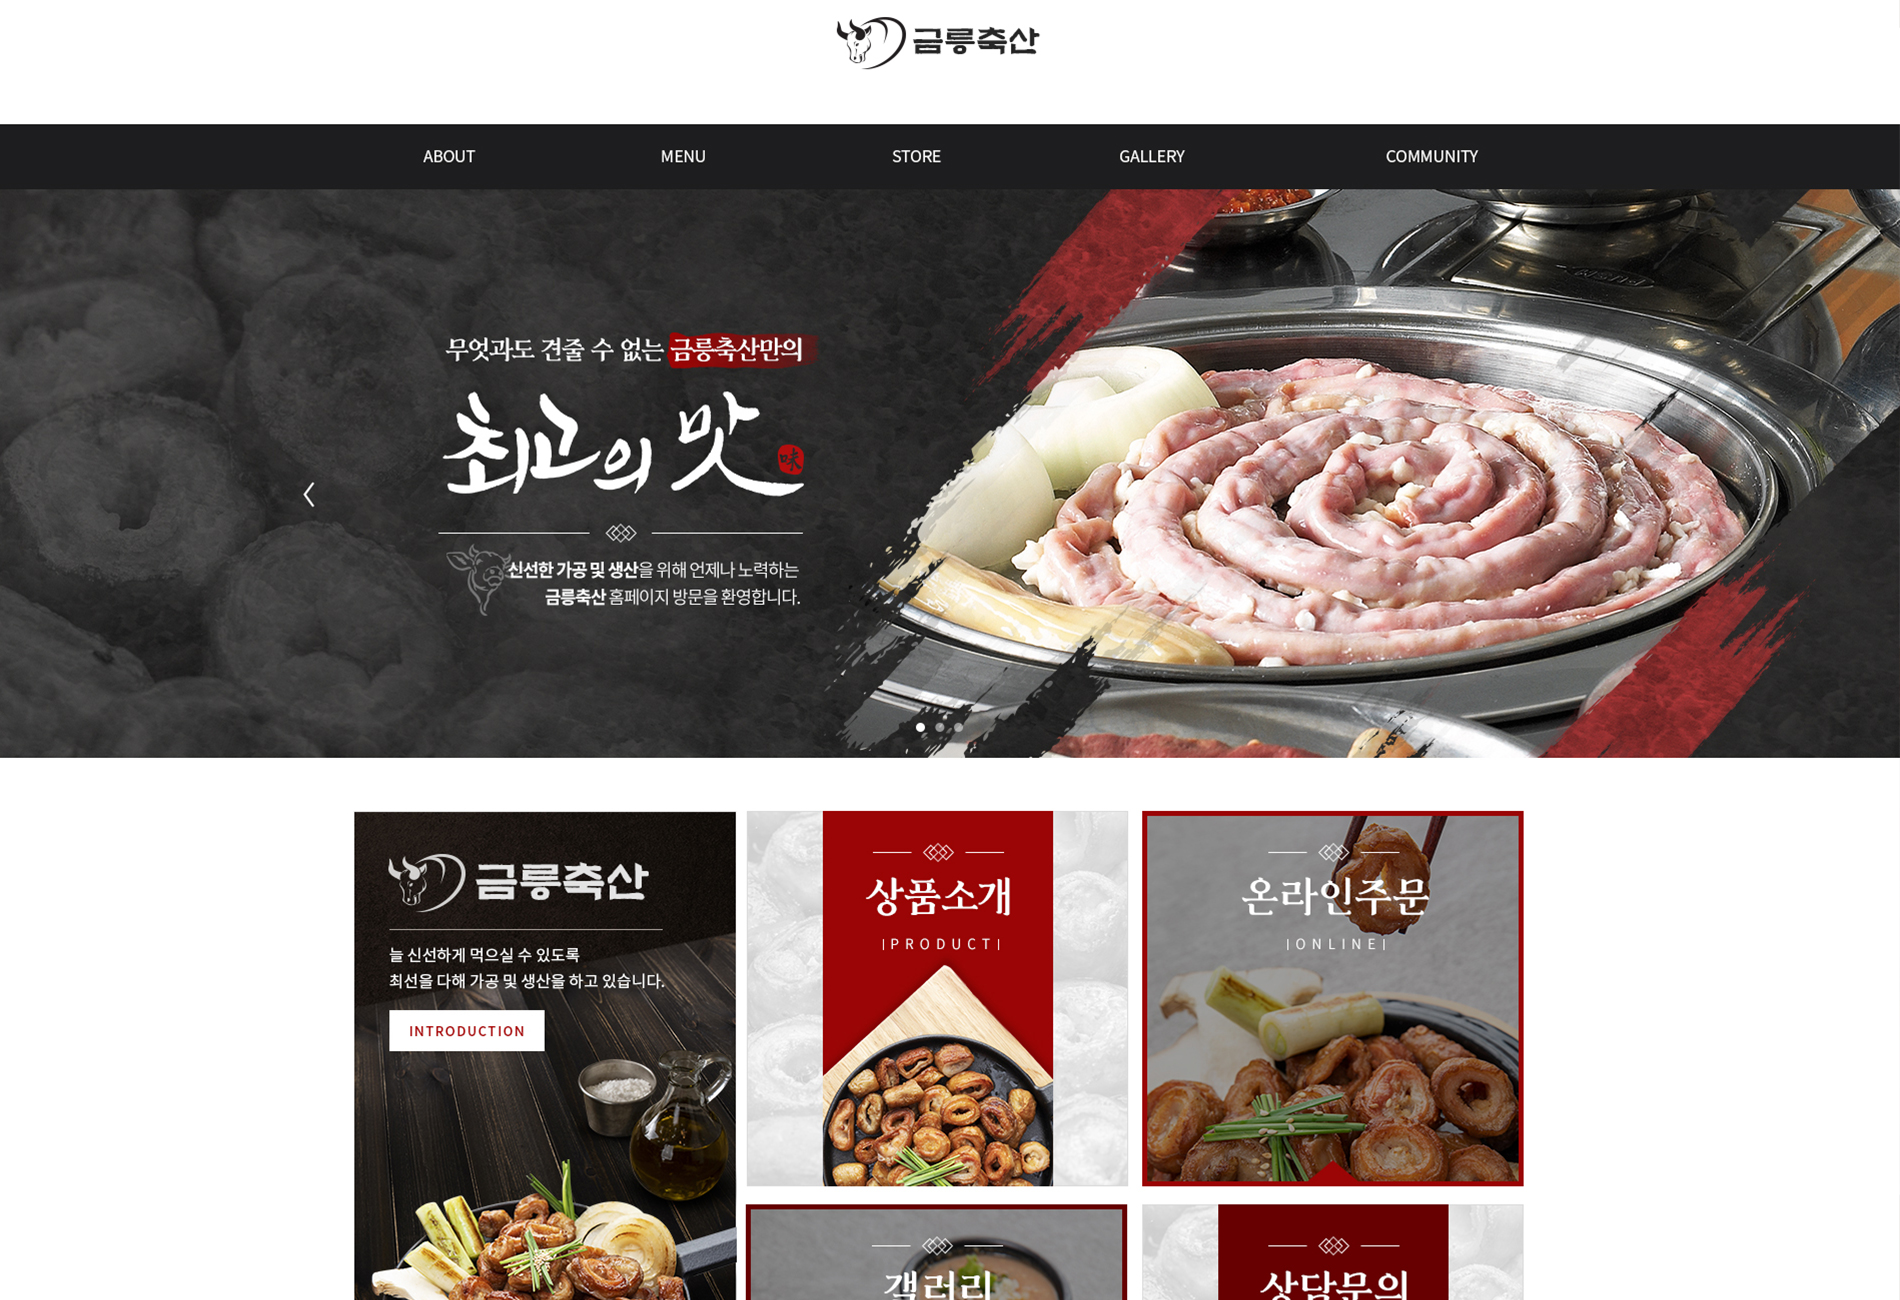 금릉축산
ABOUT MENU STORE GALLERY COMMUNITY
무엇과도 견줄 수 없는 금릉축산만의
최고의 맛 味
신선한 가공 및 생산을 위해 언제나 노력하는
금릉축산 홈페이지 방문을 환영합니다.
금릉축산
늘 신선하게 먹으실 수 있도록
최선을 다해 가공 및 생산을 하고 있습니다.
INTRODUCTION
상품소개
|PRODUCT|
온라인주문
|ONLINE|
갤러리
상담문의